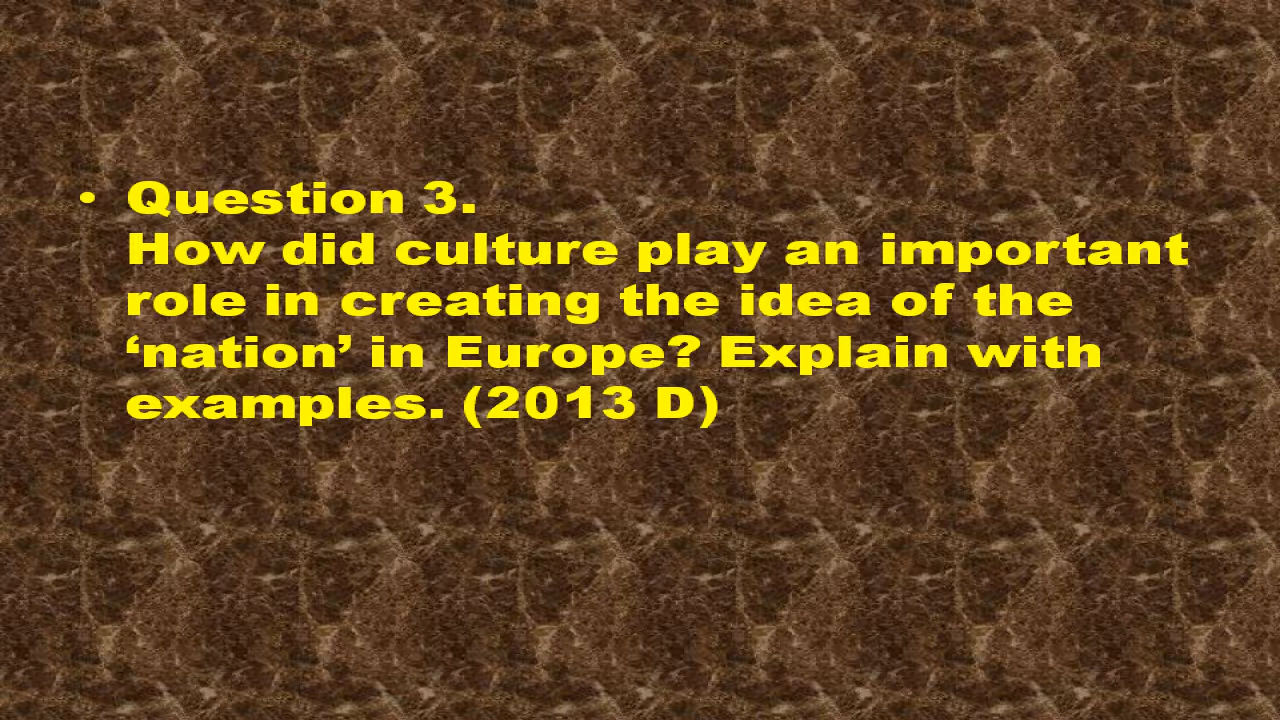 • Question 3.
How did culture play an important
role in creating the idea of the
‘nation’ in Europe? Explain with
examples. (2013 D)